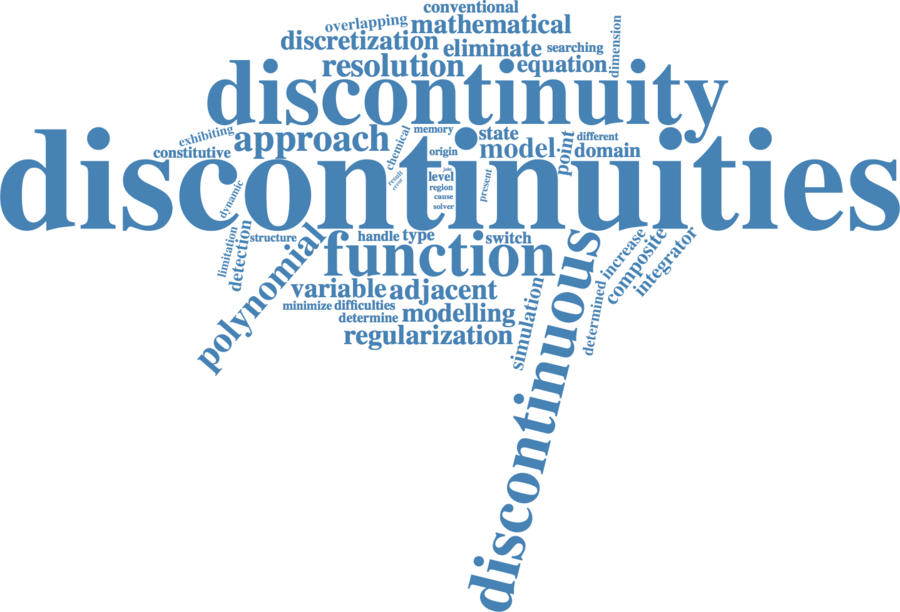 conventional
overlapping
mathematical
dimension
discretization
eliminate
searching
resolution
equation
discontinuity
exhibiting
approach
chemical
memory
state
different
constitutive
origin
model
point
domain
discontinuities
dynamic
result
error
level
region
cause
solver
present
limitation
detection
structure
polynomial
handle
type
switch
function
discontinuous
increase
composite
integrator
variable
adjacent
simulation
determined
minimize
difficulties
determine
modelling
regularization